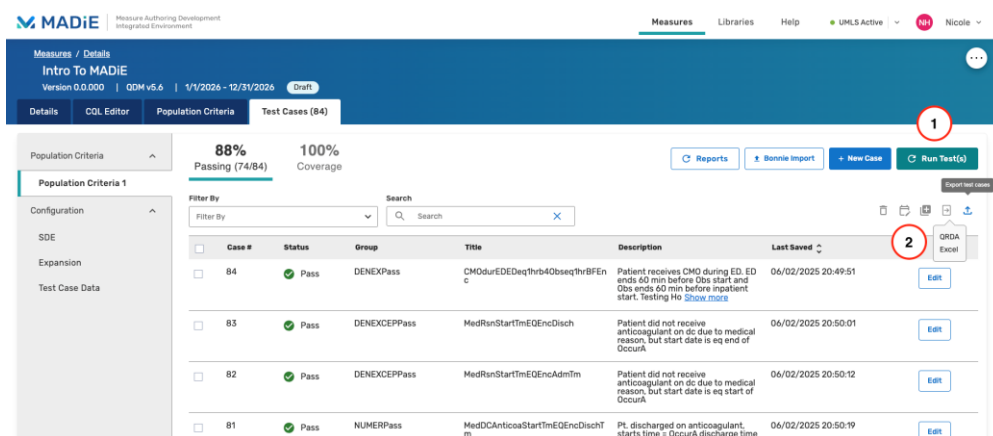 MADiE
Measure Authoring Development
Integrated Environment
Measures
Libraries
Help
UMLS Active
NH
Nicole
Measures / Details
Intro To MADiE
Version 0.0.000 | QDM v5.6 | 1/1/2026 - 12/31/2026 Draft
Details
CQL Editor
Population Criteria
Test Cases (84)
1
Population Criteria
Population Criteria 1
Configuration
SDE
Expansion
Test Case Data
88%
Passing (74/84)
100%
Coverage
Reports
Bonnie Import
+ New Case
Run Test(s)
Export test cases
Filter By
Filter By
Search
Search
2
QRDA
Excel
Case # Status Group Title Description Last Saved
84 Pass DENEXPass CMOdurEDEDeq1hrb4Obseq1hrBFEn
c
Patient receives CMO during ED. ED
ends 60 min before Obs start and
Obs ends 60 min before inpatient
start. Testing Ho Show more
06/02/2025 20:49:51
Edit
83 Pass DENEXCEPPass MedRsnStartTmEQEncDisch
Patient did not receive
anticoagulant on dc due to medical
reason, but start date is eq end of
OccurA
06/02/2025 20:50:01
Edit
82 Pass DENEXCEPPass MedRsnStartTmEQEncAdmTm
Patient did not receive
anticoagulant on dc due to medical
reason, but start date is eq start of
OccurA
06/02/2025 20:50:12
Edit
81 Pass NUMERPass MedDCAnticoaStartTmEQEncDischT
m
Pt. discharged on anticoagulant,
starts time = OccurA discharge time
06/02/2025 20:50:19
Edit